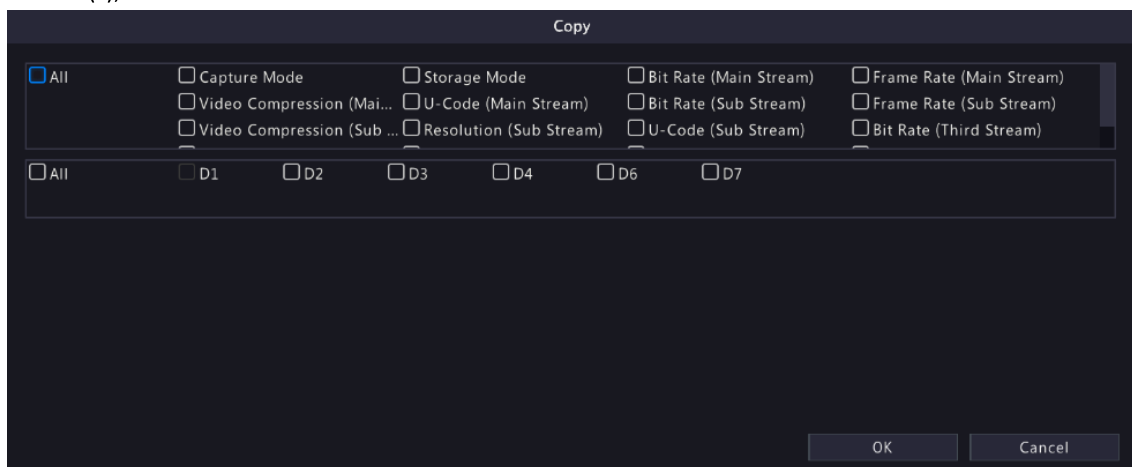 Copy
All Capture Mode Storage Mode Bit Rate (Main Stream) Frame Rate (Main Stream)
Video Compression (Mai... U-Code (Main Stream) Bit Rate (Sub Stream) Frame Rate (Sub Stream)
Video Compression (Sub ... Resolution (Sub Stream) U-Code (Sub Stream) Bit Rate (Third Stream)
All D1 D2 D3 D4 D6 D7
OK Cancel